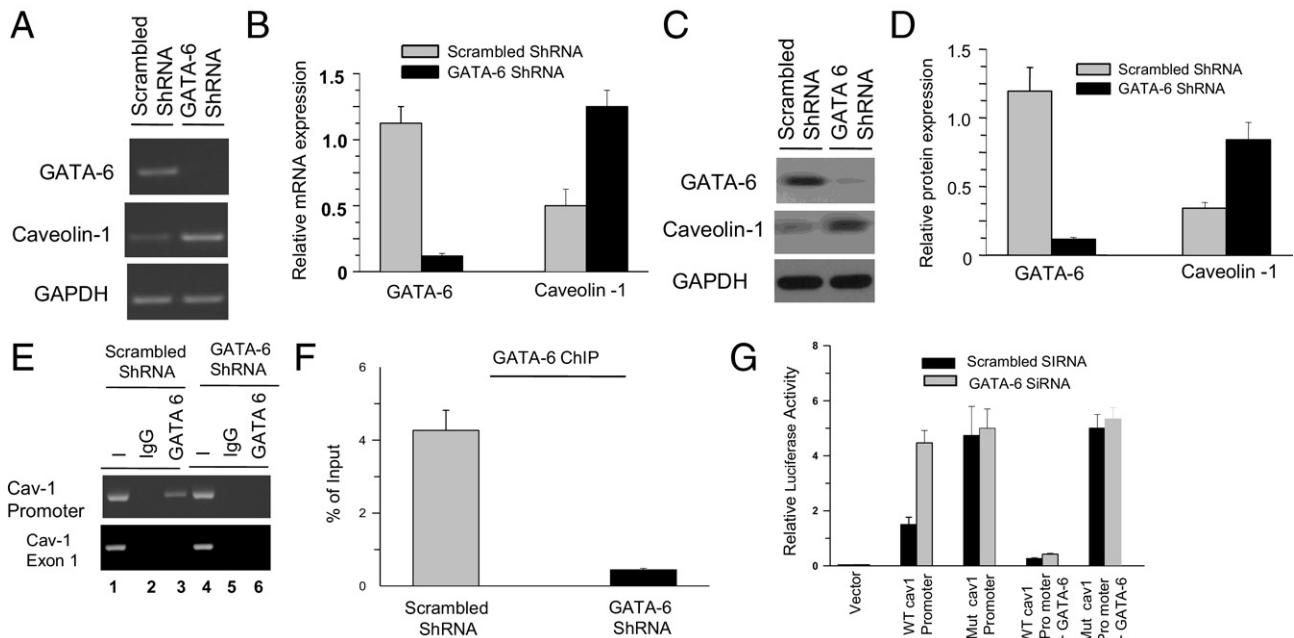 A
Scrambled
ShRNA
GATA-6
ShRNA
GATA-6
Caveolin-1
GAPDH
B
Relative mRNA expression
1.5
1.0
0.5
0
Scrambled ShRNA
GATA-6 ShRNA
GATA-6
Caveolin -1
C
Scrambled
ShRNA
GATA 6
ShRNA
GATA-6
Caveolin-1
GAPDH
D
Relative protein expression
1.5
1.0
0.5
0
Scrambled ShRNA
GATA-6 ShRNA
GATA-6
Caveolin -1
E
Scrambled
ShRNA
GATA-6
ShRNA
I
IgG
GATA 6
I
IgG
GATA 6
Cav-1
Promoter
Cav-1
Exon 1
1 2 3 4 5 6
F
GATA-6 ChIP
% of Input
6
4
2
0
Scrambled
ShRNA
GATA-6
ShRNA
G
Scrambled SIRNA
GATA-6 SiRNA
Relative Luciferase Activity
8
6
4
2
0
Vector
WT cav1
Promoter
Mut cav1
Promoter
WT cav1
Pro moter
- GATA-6
Mut cav1
Pro moter
- GATA-6